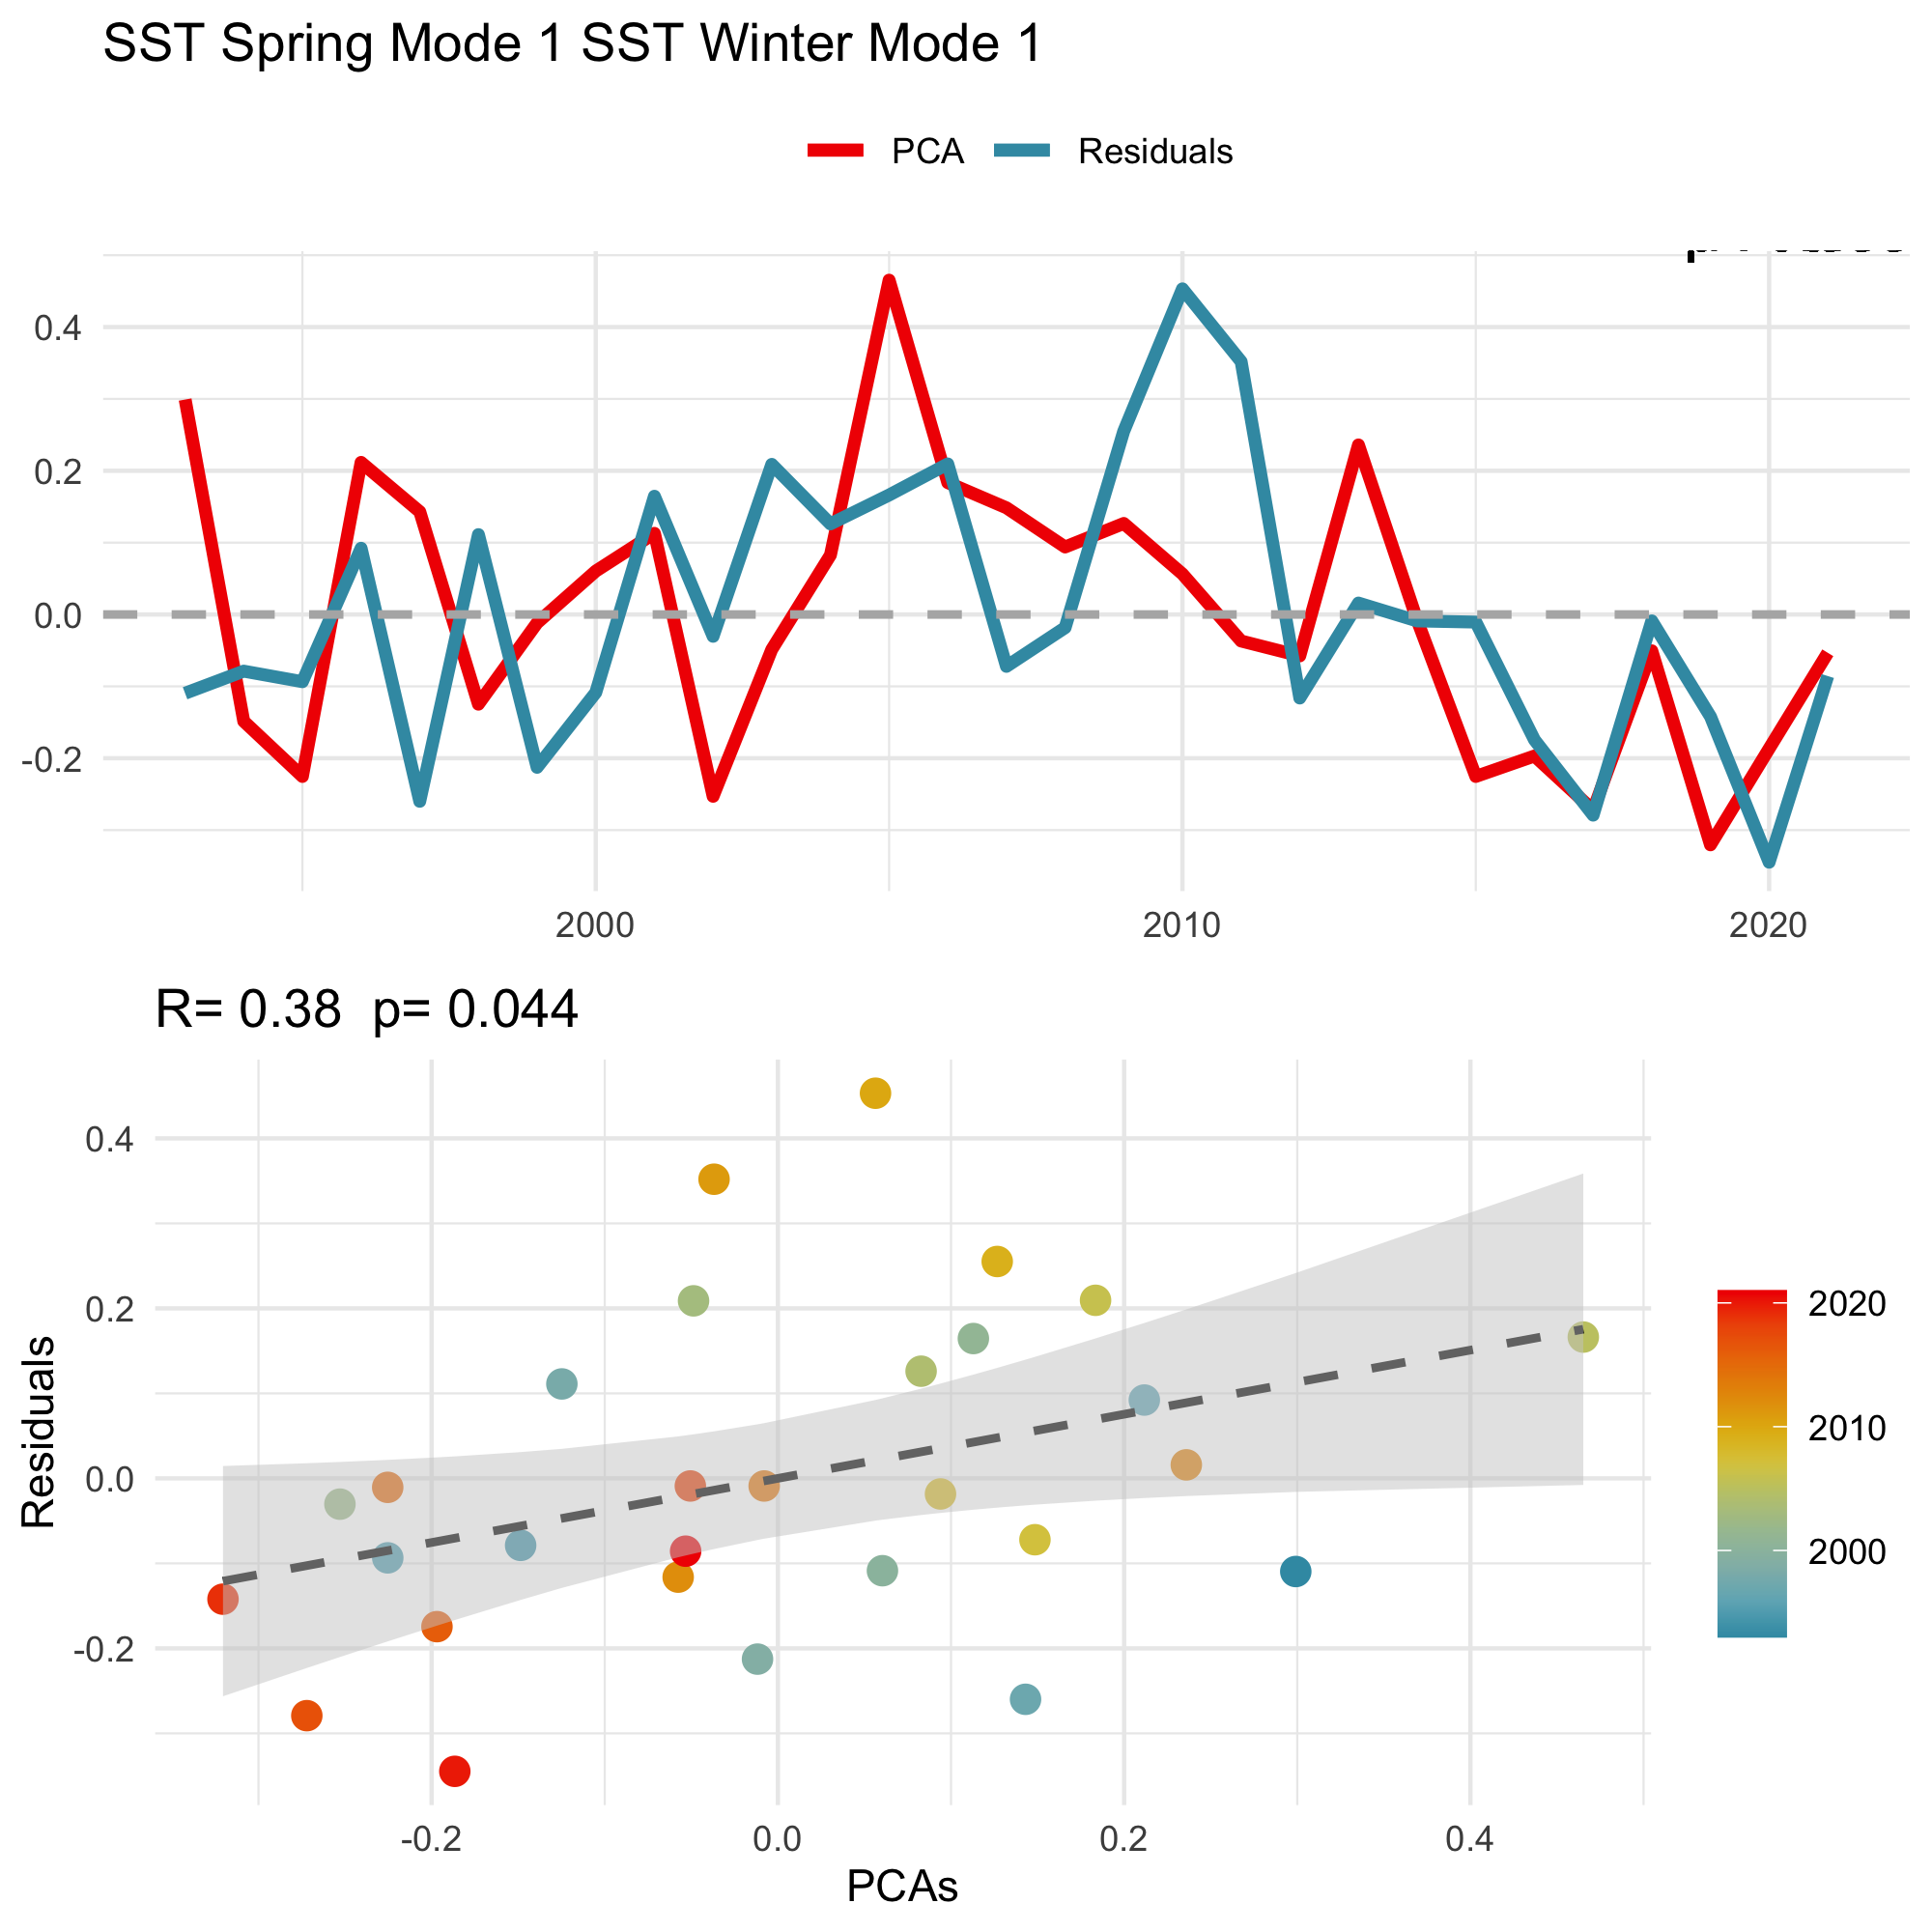 SST Spring Mode 1 SST Winter Mode 1
PCA Residuals
0.4
0.2
0.0
-0.2
2000 2010 2020
R= 0.38 p= 0.044
Residuals
0.4
0.2
0.0
-0.2
-0.2 0.0 0.2 0.4
PCAs
2020
2010
2000